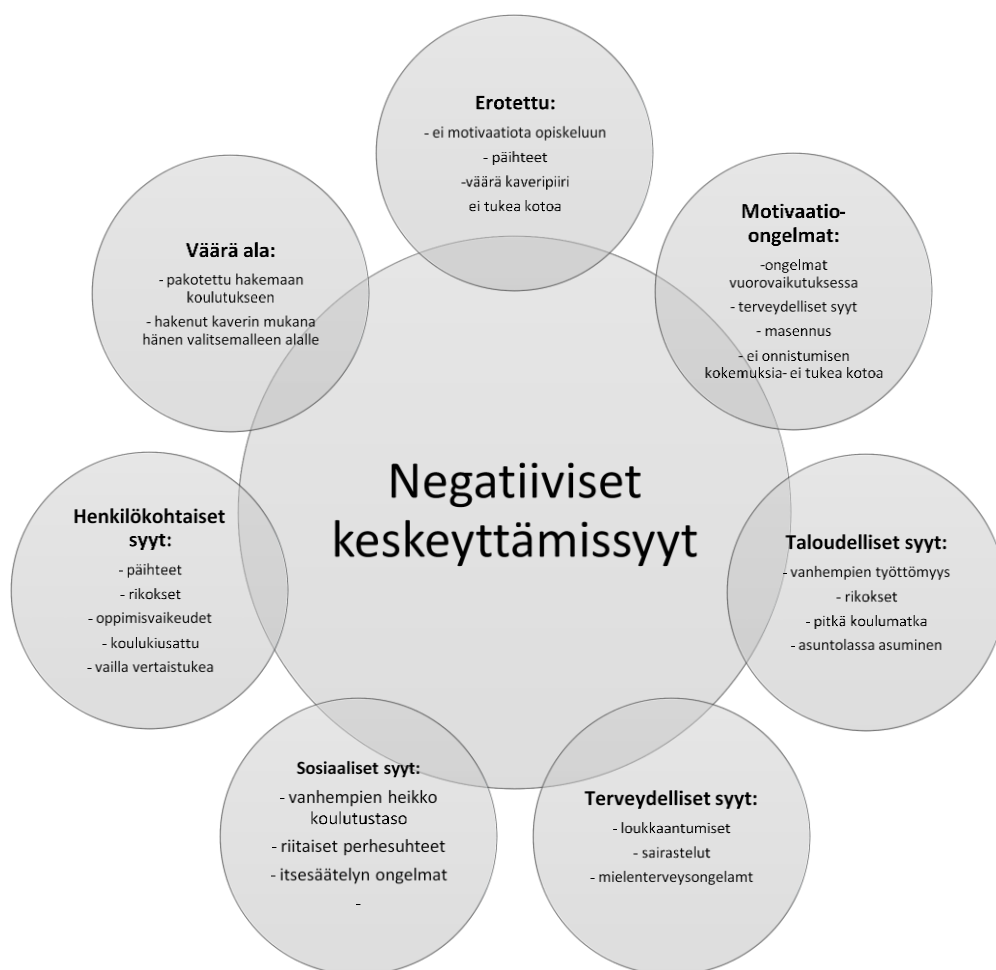 Erotettu:
- ei motivaatiota opiskeluun
- päihteet
-väärä kaveripiiri
ei tukea kotoa
Motivaatio-
ongelmat:
-ongelmat
vuorovaikutuksessa
- terveydelliset syyt
- masennus
- ei onnistumisen
kokemuksia- ei tukea kotoa
Väärä ala:
- pakotettu hakemaan
koulutukseen
- hakenut kaverin mukana
hänen valitsemalleen alalle
Negatiiviset
keskeyttämissyyt
Henkilökohtaiset
syyt:
- päihteet
- rikokset
- oppimisvaikeudet
- koulukiusattu
- vailla vertaistukea
Taloudelliset syyt:
- vanhempien työttömyys
- rikokset
- pitkä koulumatka
- asuntolassa asuminen
Sosiaaliset syyt:
- vanhempien heikko
koulutustaso
- riitaiset perhesuhteet
- itsesäätelyn ongelmat
-
Terveydelliset syyt:
- loukkaantumiset
- sairastelut
- mielenterveysongelamt